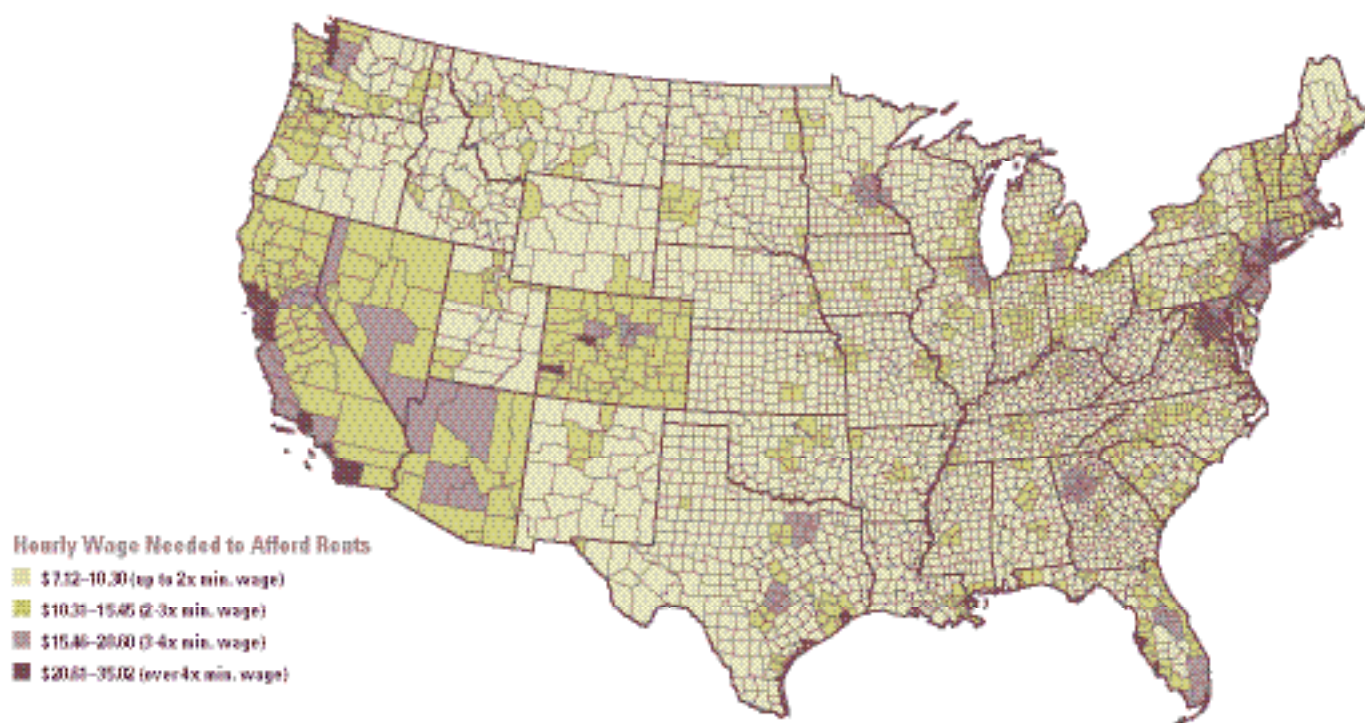 Hourly Wage Needed to Afford Rents
$7.12–10.30 (up to 2x min. wage)
$10.31–15.45 (2-3x min. wage)
$15.46–20.60 (3-4x min. wage)
$20.61–35.02 (over 4x min. wage)